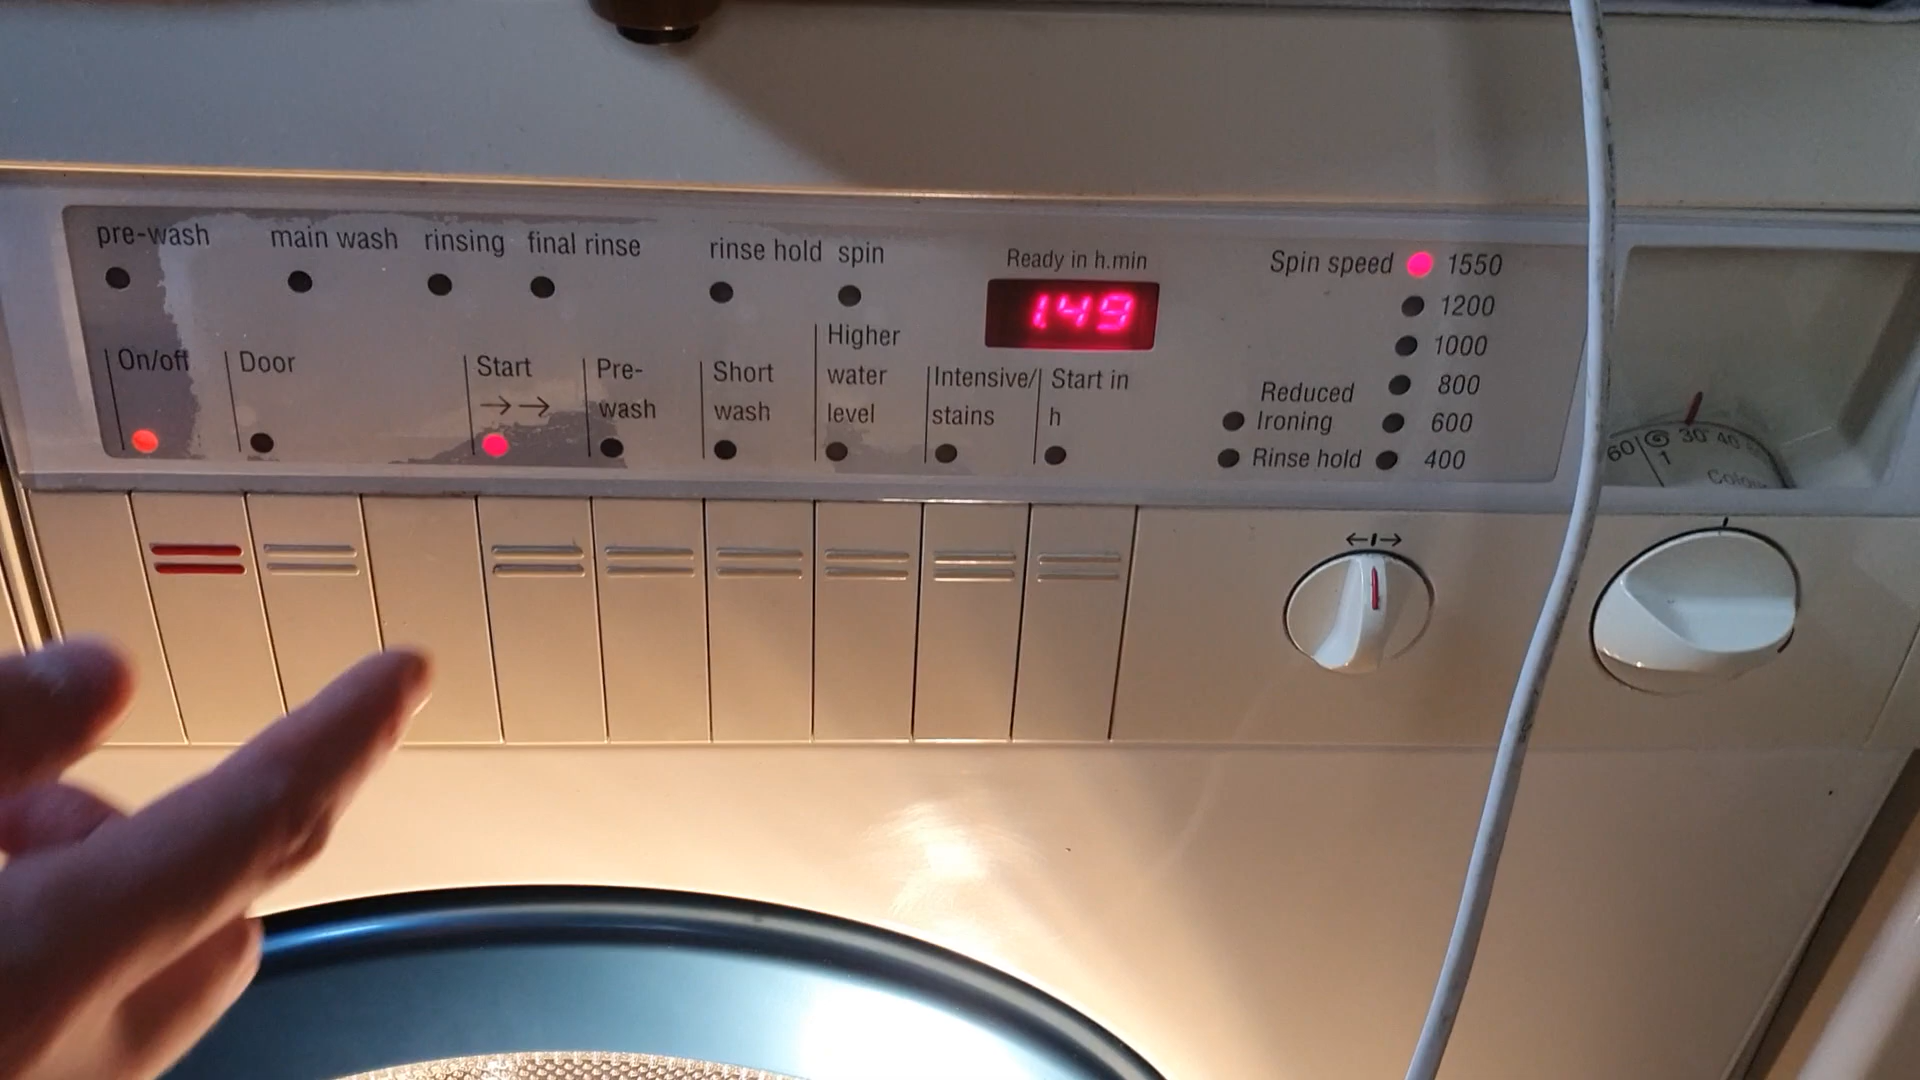 pre-wash main wash rinsing final rinse rinse hold spin
Ready in h.min
149
On/off
Door
Start
→→
Pre-
wash
Short
wash
Higher
water
level
Intensive/
stains
Start in
h
Spin speed 1550
1200
1000
800
Reduced
Ironing 600
Rinse hold 400
←I→
60 1 30 40